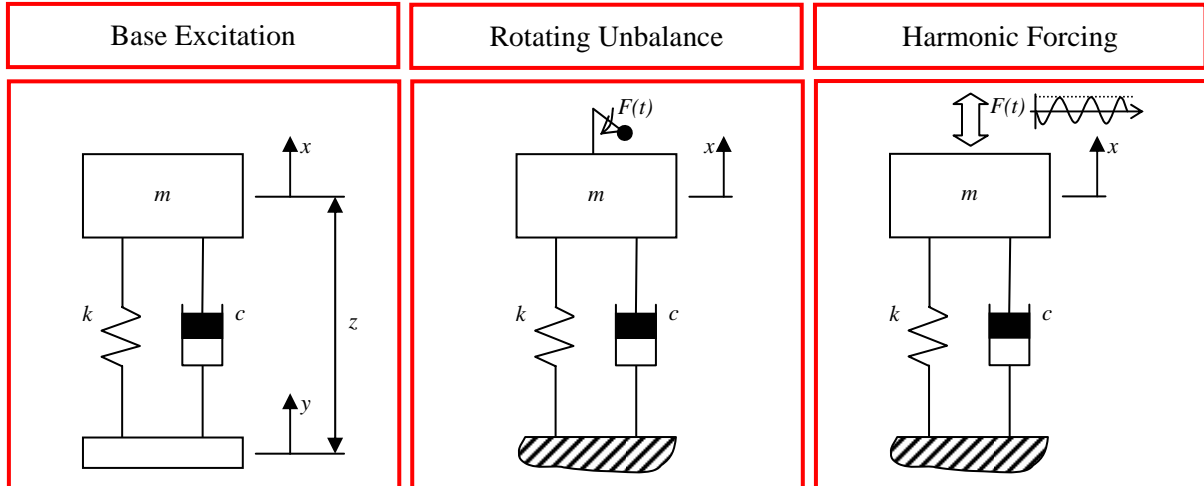 Base Excitation
Rotating Unbalance
Harmonic Forcing
x
m
k
c
z
y
F(t)
x
m
k
c
F(t)
x
m
k
c